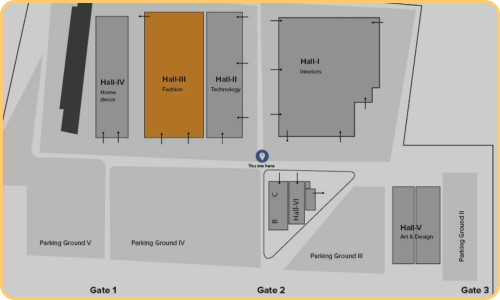 Hall-IV
Home
decor
Hall-III
Fashion
Hall-II
Technology
Hall-I
Interiors
You are here
C
B
Hall-VI
Hall-V
Art & Design
Parking Ground V
Parking Ground IV
Parking Ground III
Parking Ground II
Gate 1
Gate 2
Gate 3